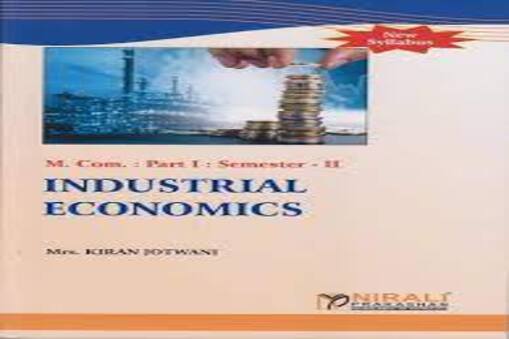 New
Syllabus
M. Com. : Part I : Semester - II
INDUSTRIAL
ECONOMICS
Mrs. KIRAN JOTWANI
NIRALI
PRAKASHAN